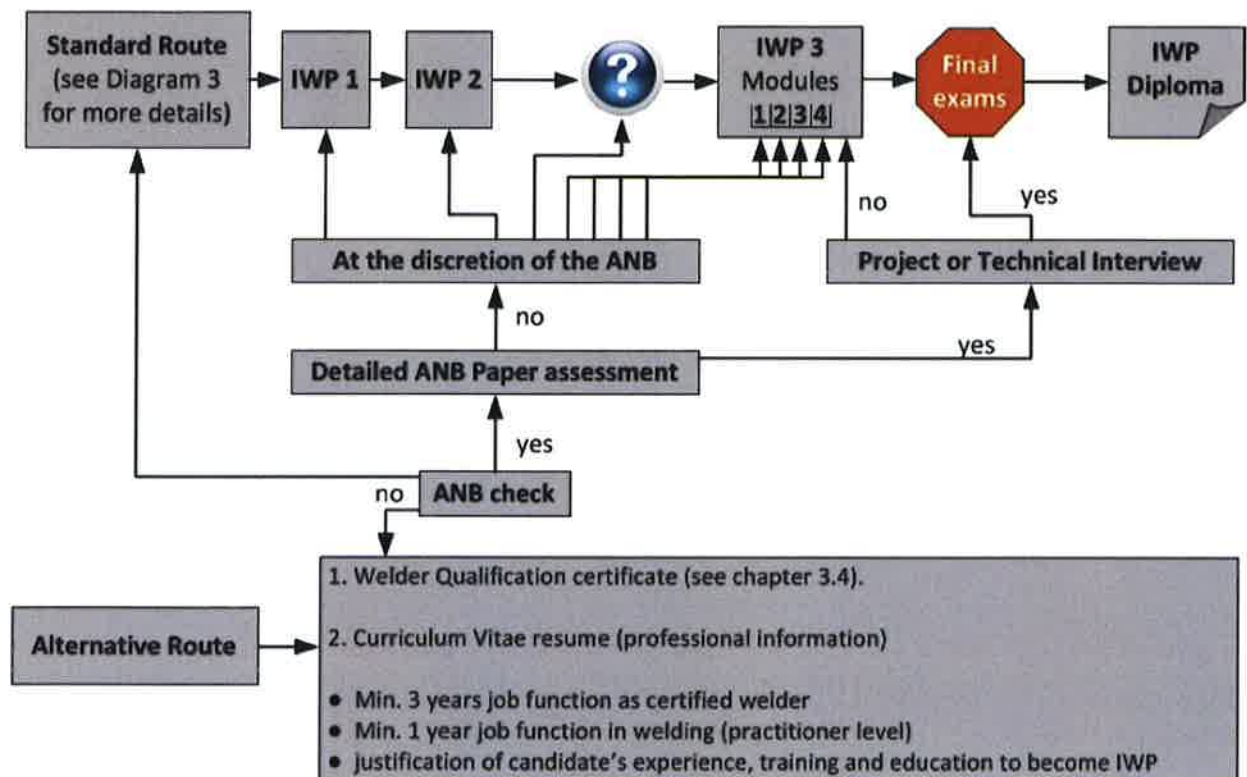 Standard Route
(see Diagram 3
for more details)
IWP 1
IWP 2
?
IWP 3
Modules
1|2|3|4
Final
exams
IWP
Diploma
no
yes
At the discretion of the ANB
Project or Technical Interview
no
yes
Detailed ANB Paper assessment
yes
no
ANB check
1. Welder Qualification certificate (see chapter 3.4).
Alternative Route
2. Curriculum Vitae resume (professional information)
• Min. 3 years job function as certified welder
• Min. 1 year job function in welding (practitioner level)
• justification of candidate's experience, training and education to become IWP